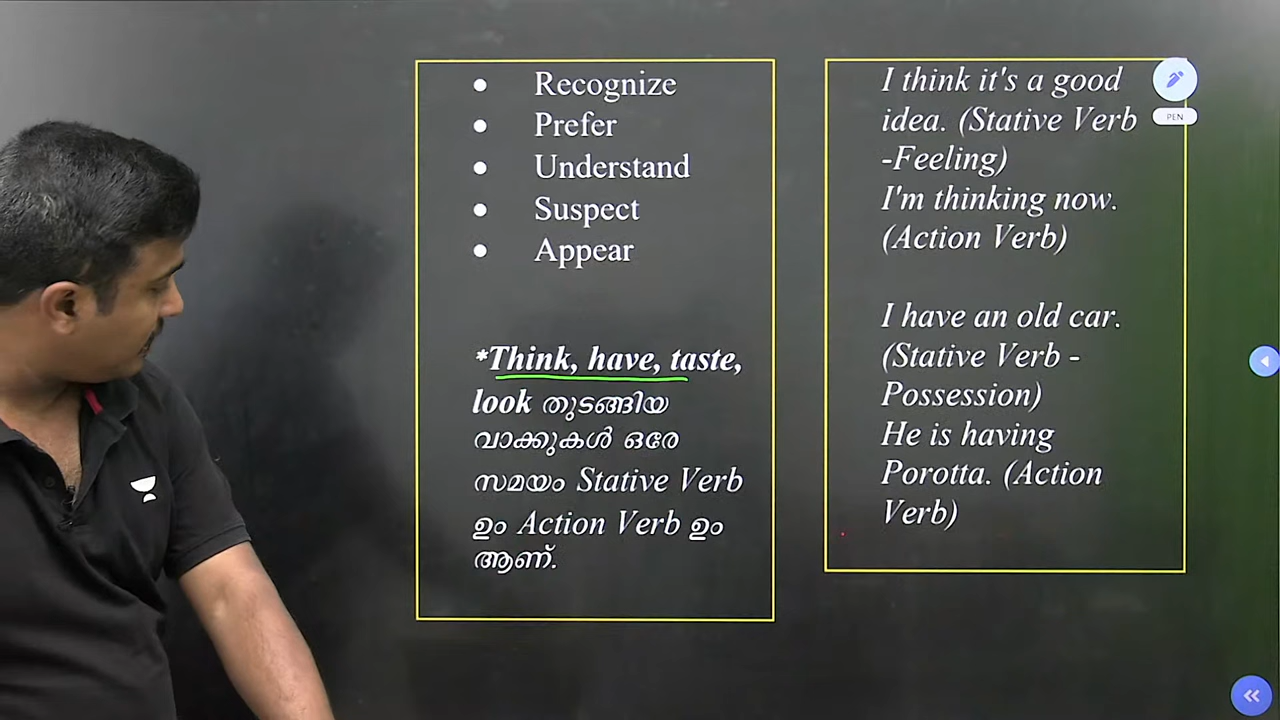 Recognize
Prefer
Understand
Suspect
Appear
*Think, have, taste,
look തുടങ്ങിയ
വാക്കുകൾ ഒരേ
സമയം Stative Verb
ഉം Action Verb ഉം
ആണ്.
I think it's a good
idea. (Stative Verb
-Feeling)
I'm thinking now.
(Action Verb)
I have an old car.
(Stative Verb -
Possession)
He is having
Porotta. (Action
Verb)
PEN